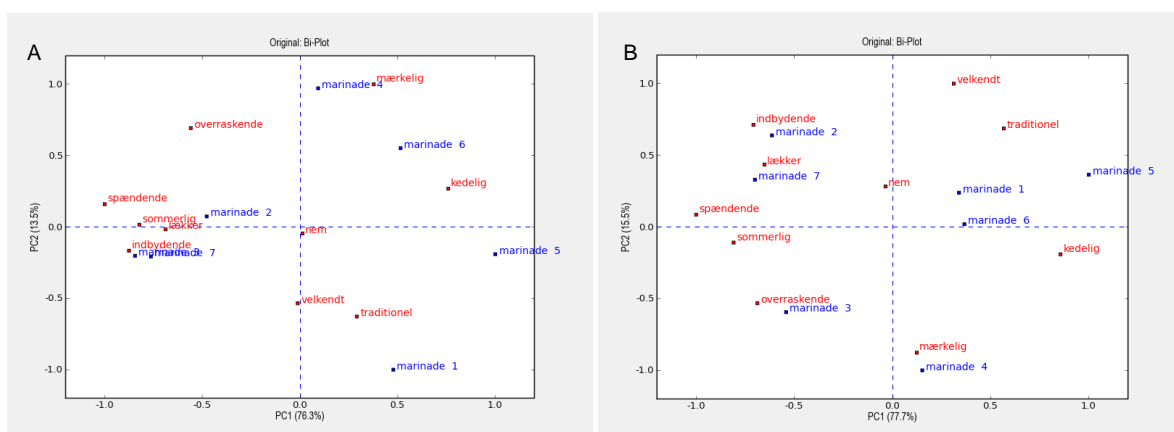 A
Original: Bi-Plot
mærkelig
marinade 4
overraskende
marinade 6
kedelig
spændende
marinade 2
sommerlig
lækker
nem
indbydende
marinade 3
marinade 7
marinade 5
velkendt
traditionel
marinade 1
1.0
0.5
0.0
-0.5
-1.0
PC2 (13.5%)
-1.0 -0.5 0.0 0.5 1.0
PC1 (76.3%)
B
Original: Bi-Plot
velkendt
indbydende
traditionel
marinade 2
lækker
marinade 5
marinade 7
nem
marinade 1
spændende
marinade 6
sommerlig
kedelig
overraskende
marinade 3
mærkelig
marinade 4
1.0
0.5
0.0
-0.5
-1.0
PC2 (15.5%)
-1.0 -0.5 0.0 0.5 1.0
PC1 (77.7%)